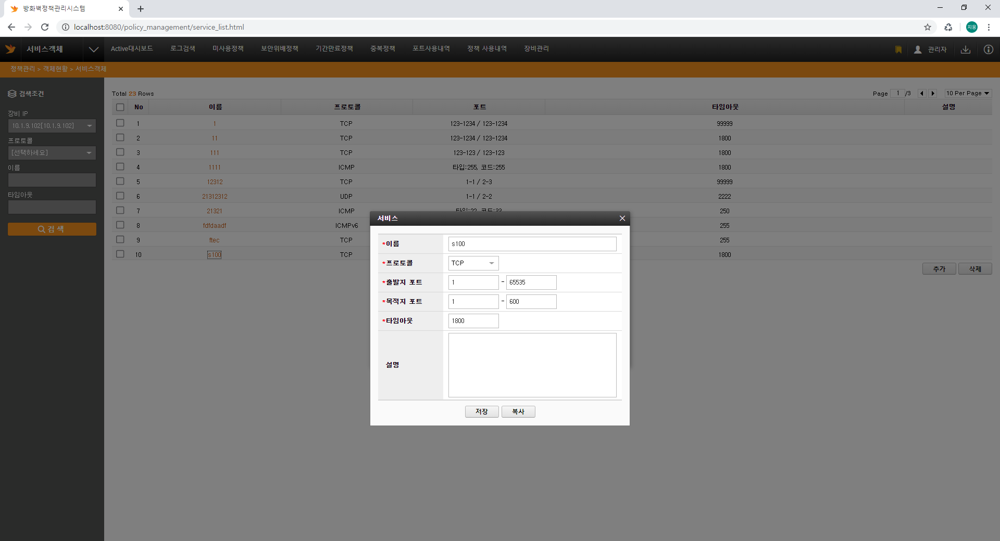 방화벽정책관리시스템
localhost:8080/policy_management/service_list.html
지웅
서비스객체
Active대시보드 로그검색 미사용정책 보안위배정책 기간만료정책 중복정책 포트사용내역 정책 사용내역 장비관리
관리자
정책관리 > 객체현황 > 서비스객체
검색조건
장비 IP
10.1.9.102[10.1.9.102]
프로토콜
[선택하세요]
이름
타임아웃
검 색
Total 23 Rows
Page 1 /3 10 Per Page
No 이름 프로토콜 포트 타임아웃 설명
1 1 TCP 123-1234 / 123-1234 99999
2 11 TCP 123-1234 / 123-1234 1800
3 111 TCP 123-123 / 123-123 1800
4 1111 ICMP 타입:255, 코드:255 1800
5 12312 TCP 1-1 / 2-3 99999
6 21312312 UDP 1-1 / 2-2 2222
7 21321 ICMP 타입:22, 코드:33 250
8 fdfdaadf ICMPv6 255
9 ftec TCP 255
10 s100 TCP 1800
추가 삭제
서비스
*이름 s100
*프로토콜 TCP
*출발지 포트 1 - 65535
*목적지 포트 1 - 600
*타임아웃 1800
설명
저장 복사